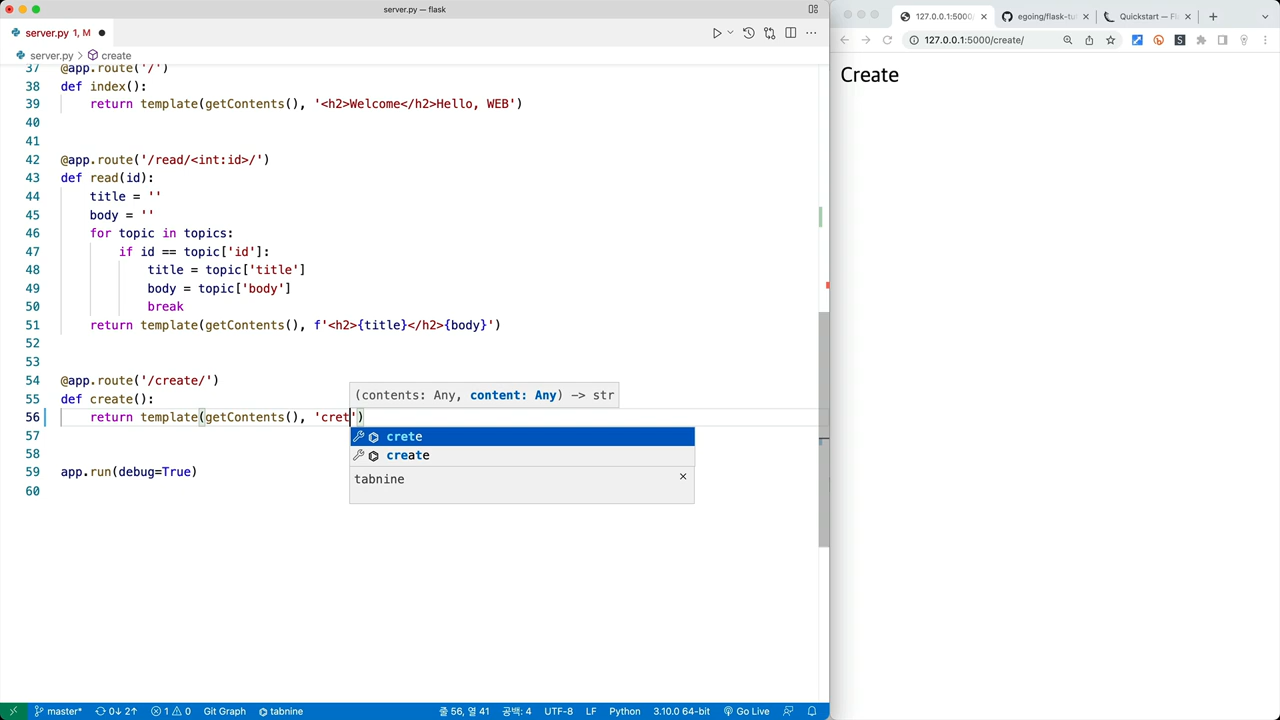 server.py — flask
server.py 1, M
server.py > create
37 @app.route('/')
38 def index():
39 return template(getContents(), '<h2>Welcome</h2>Hello, WEB')
40
41
42 @app.route('/read/<int:id>/')
43 def read(id):
44 title = ''
45 body = ''
46 for topic in topics:
47 if id == topic['id']:
48 title = topic['title']
49 body = topic['body']
50 break
51 return template(getContents(), f'<h2>{title}</h2>{body}')
52
53
54 @app.route('/create/')
55 def create():
(contents: Any, content: Any) -> str
56 return template(getContents(), 'cret')
57
crete
58
create
59 app.run(debug=True)
tabnine
60
master* 0↓ 2↑ 1 0 Git Graph tabnine 줄 56, 열 41 공백: 4 UTF-8 LF Python 3.10.0 64-bit Go Live
127.0.0.1:5000/ egoing/flask-tu Quickstart — Fl
127.0.0.1:5000/create/
Create